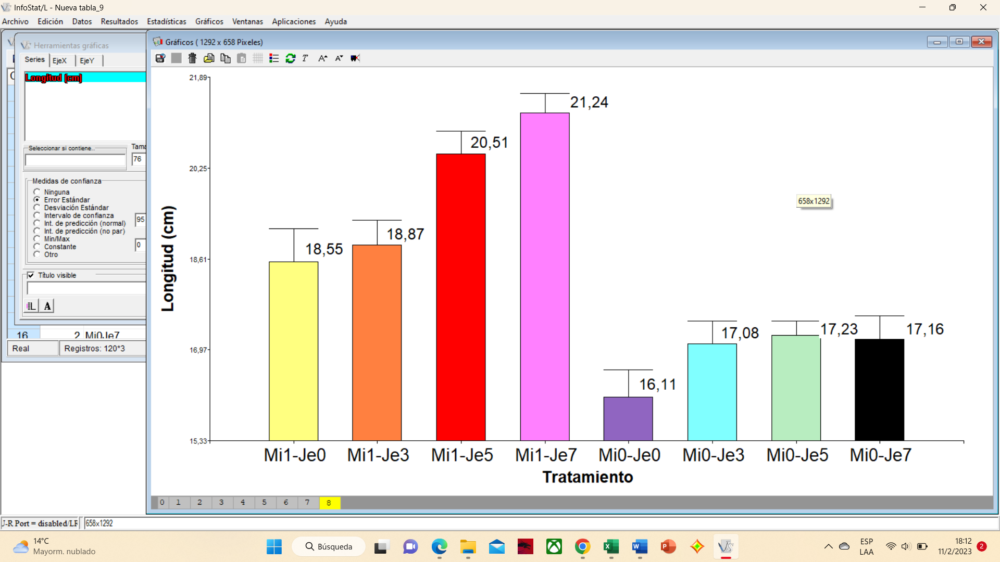 InfoStat/L - Nueva tabla_9
Archivo Edición Datos Resultados Estadísticas Gráficos Ventanas Aplicaciones Ayuda
Herramientas gráficas
Series EjeX EjeY
Longitud (cm)
Seleccionar si contiene..
Tama
76
Medidas de confianza
Ninguna
Error Estándar
Desviación Estándar
Intervalo de confianza
95
Int. de predicción (normal)
Int. de predicción (no par)
Min/Max
Constante
0
Otro
Título visible
A
16 2 Mi0Je7
Real Registros: 120*3
Gráficos ( 1292 x 658 Pixeles)
21,89
20,25
18,61
16,97
15,33
Longitud (cm)
18,55
18,87
20,51
21,24
16,11
17,08
17,23
17,16
658x1292
Mi1-Je0 Mi1-Je3 Mi1-Je5 Mi1-Je7 Mi0-Je0 Mi0-Je3 Mi0-Je5 Mi0-Je7
Tratamiento
0 1 2 3 4 5 6 7 8
J-R Port = disabled/LF 658x1292
14°C
Mayorm. nublado
Búsqueda
ESP
LAA
18:12
11/2/2023
2